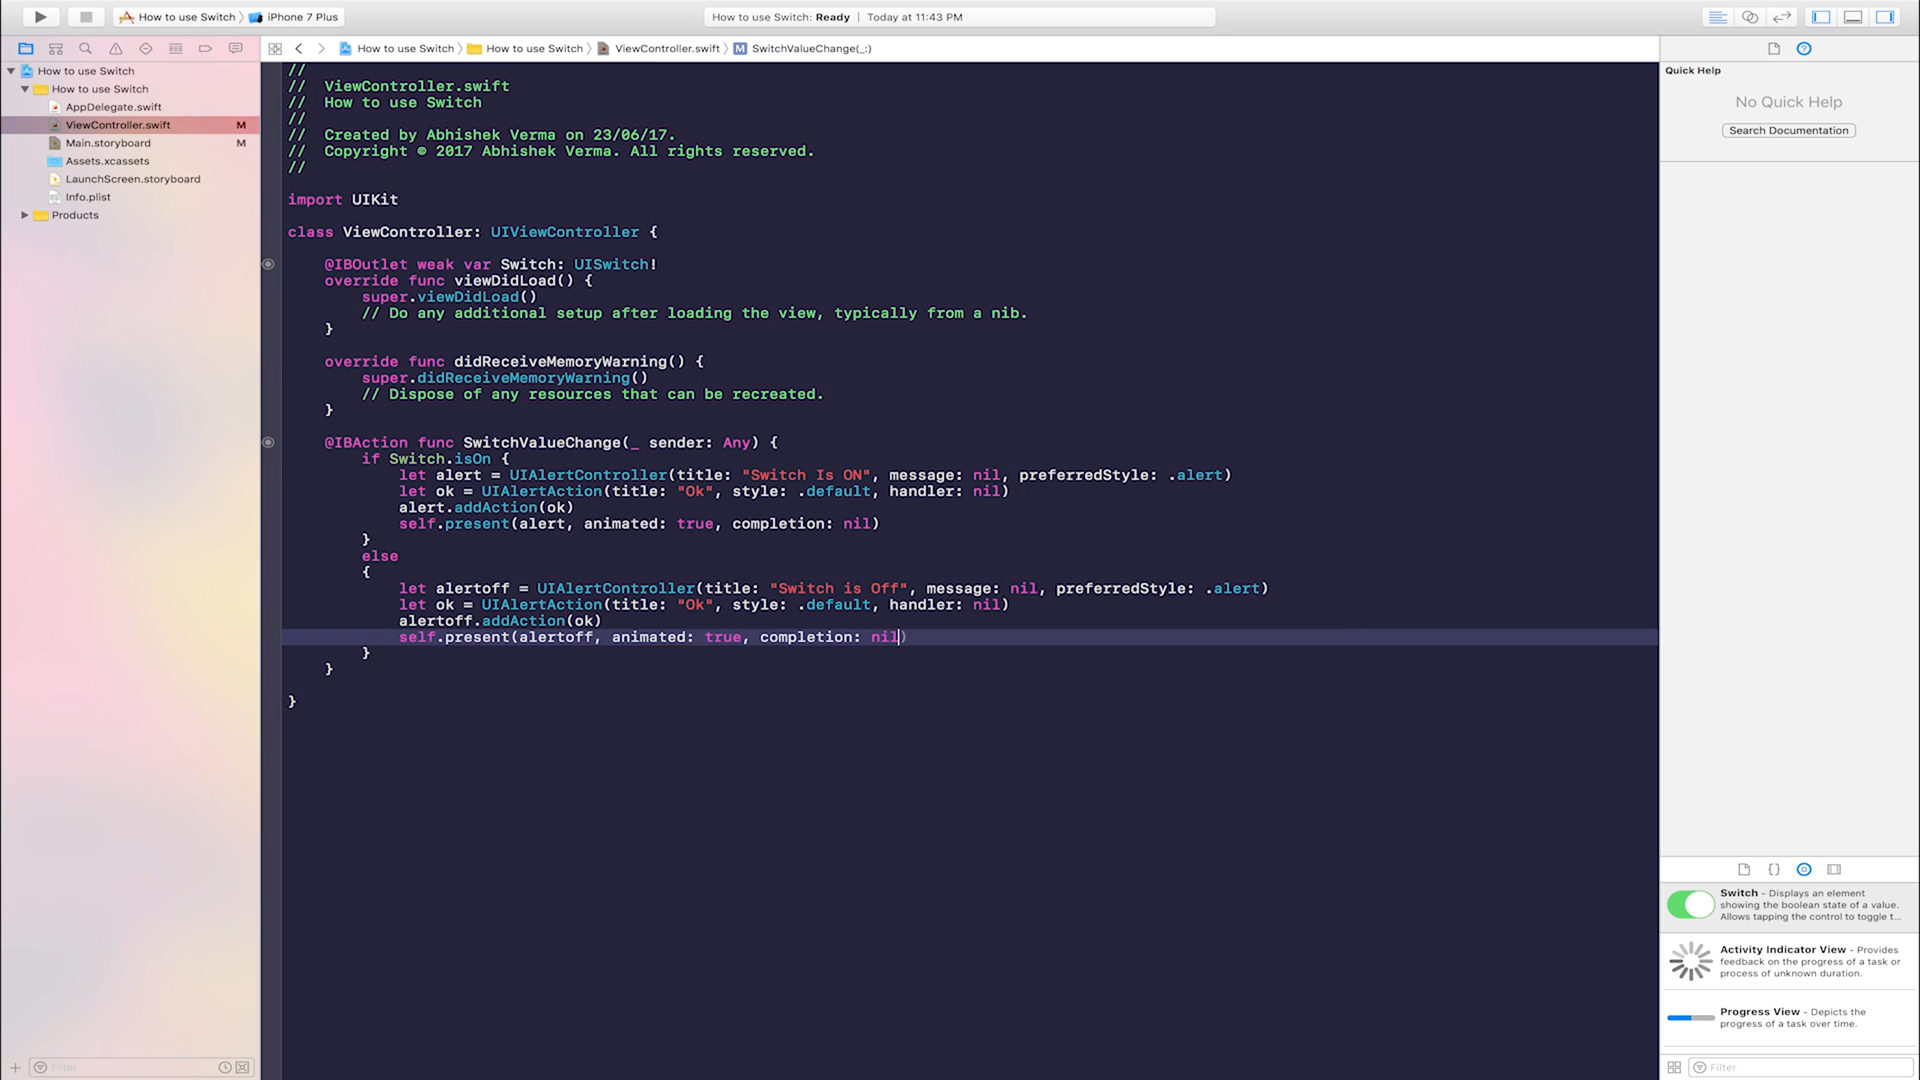 How to use Switch 〉 iPhone 7 Plus
How to use Switch: Ready | Today at 11:43 PM
How to use Switch 〉 How to use Switch 〉 ViewController.swift 〉 M SwitchValueChange(_:)
How to use Switch
How to use Switch
AppDelegate.swift
ViewController.swift M
Main.storyboard M
Assets.xcassets
LaunchScreen.storyboard
Info.plist
Products
Filter
//
//  ViewController.swift
//  How to use Switch
//
//  Created by Abhishek Verma on 23/06/17.
//  Copyright © 2017 Abhishek Verma. All rights reserved.
//
import UIKit
class ViewController: UIViewController {
@IBOutlet weak var Switch: UISwitch!
override func viewDidLoad() {
super.viewDidLoad()
// Do any additional setup after loading the view, typically from a nib.
}
override func didReceiveMemoryWarning() {
super.didReceiveMemoryWarning()
// Dispose of any resources that can be recreated.
}
@IBAction func SwitchValueChange(_ sender: Any) {
if Switch.isOn {
let alert = UIAlertController(title: "Switch Is ON", message: nil, preferredStyle: .alert)
let ok = UIAlertAction(title: "Ok", style: .default, handler: nil)
alert.addAction(ok)
self.present(alert, animated: true, completion: nil)
}
else
{
let alertoff = UIAlertController(title: "Switch is Off", message: nil, preferredStyle: .alert)
let ok = UIAlertAction(title: "Ok", style: .default, handler: nil)
alertoff.addAction(ok)
self.present(alertoff, animated: true, completion: nil)
}
}
}
Quick Help
No Quick Help
Search Documentation
{}
Switch - Displays an element
showing the boolean state of a value.
Allows tapping the control to toggle t...
Activity Indicator View - Provides
feedback on the progress of a task or
process of unknown duration.
Progress View - Depicts the
progress of a task over time.
Filter